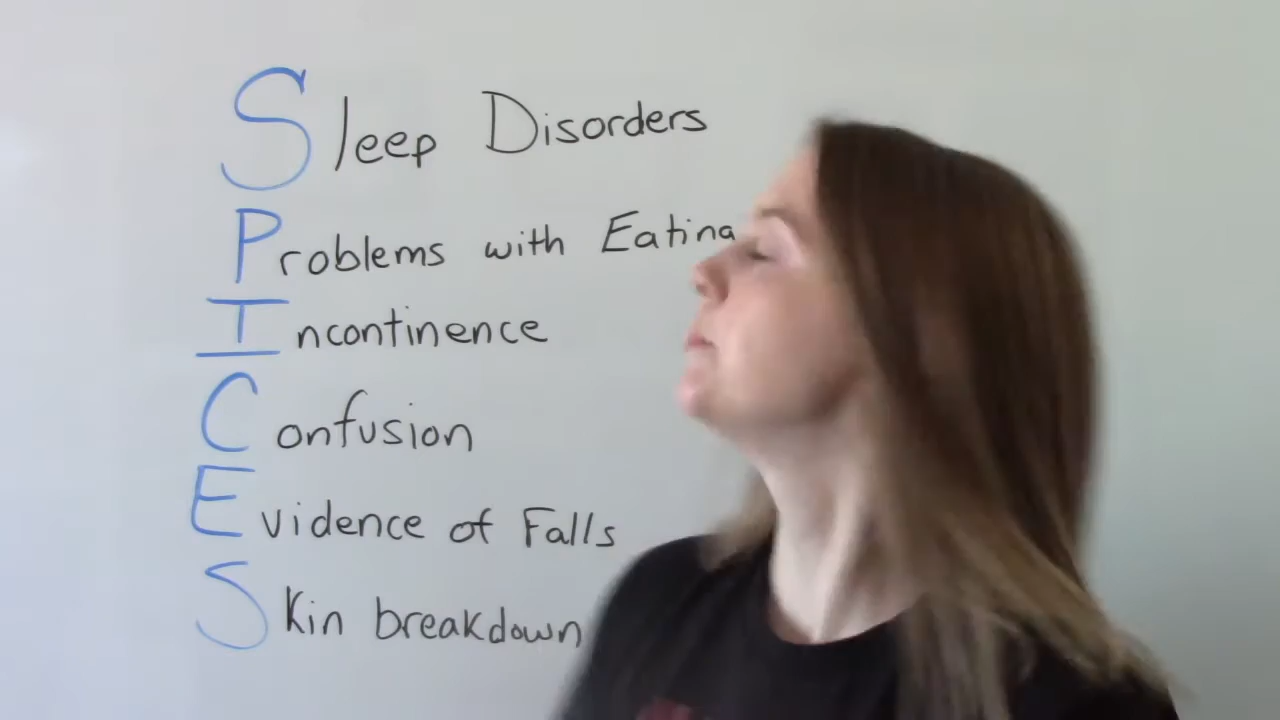 Sleep Disorders
Problems with Eating
Incontinence
Confusion
Evidence of Falls
Skin breakdown